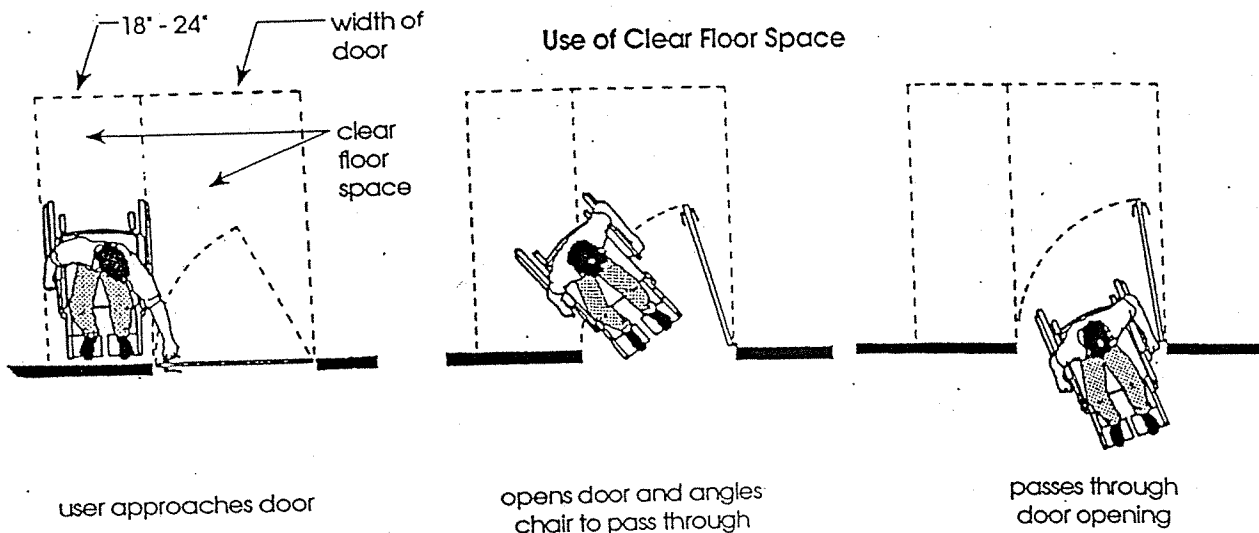 Use of Clear Floor Space
18" - 24"
width of
door
clear
floor
space
user approaches door
opens door and angles
chair to pass through
passes through
door opening